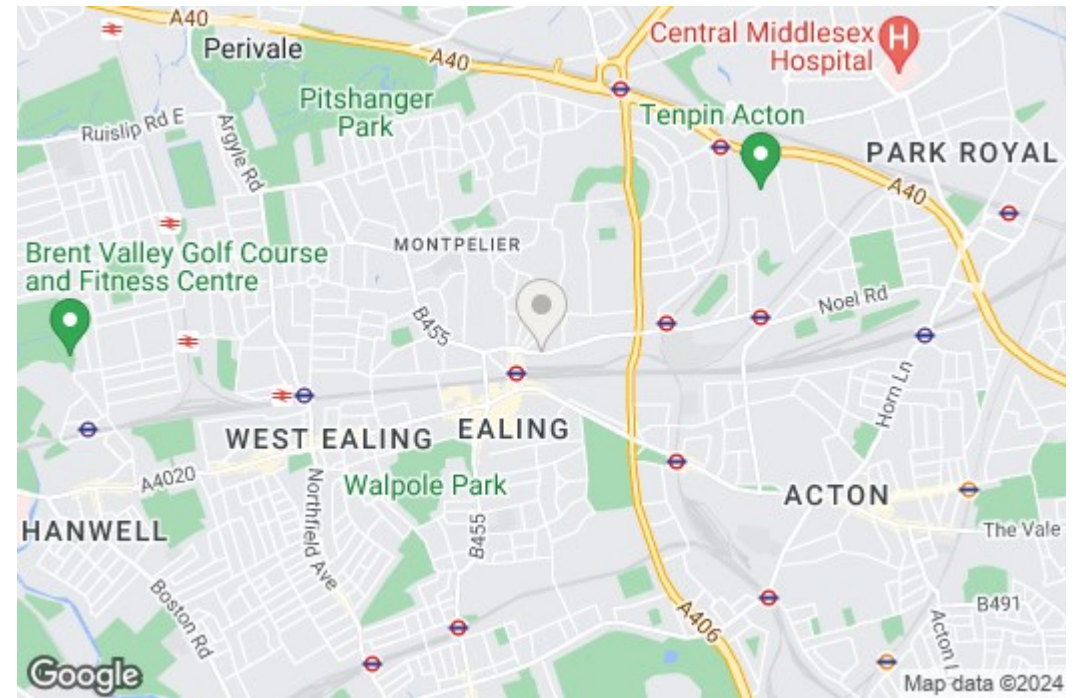 A40
Perivale
A40
Central Middlesex
Hospital
H
Pitshanger
Park
Tenpin Acton
Ruislip Rd E
Argyle Rd
PARK ROYAL
A40
MONTPELIER
Brent Valley Golf Course
and Fitness Centre
B455
Noel Rd
Horn Ln
WEST EALING
EALING
A4020
Northfield Ave
Walpole Park
B455
ACTON
HANWELL
The Vale
Boston Rd
A406
B491
Acton L
Google
Map data ©2024